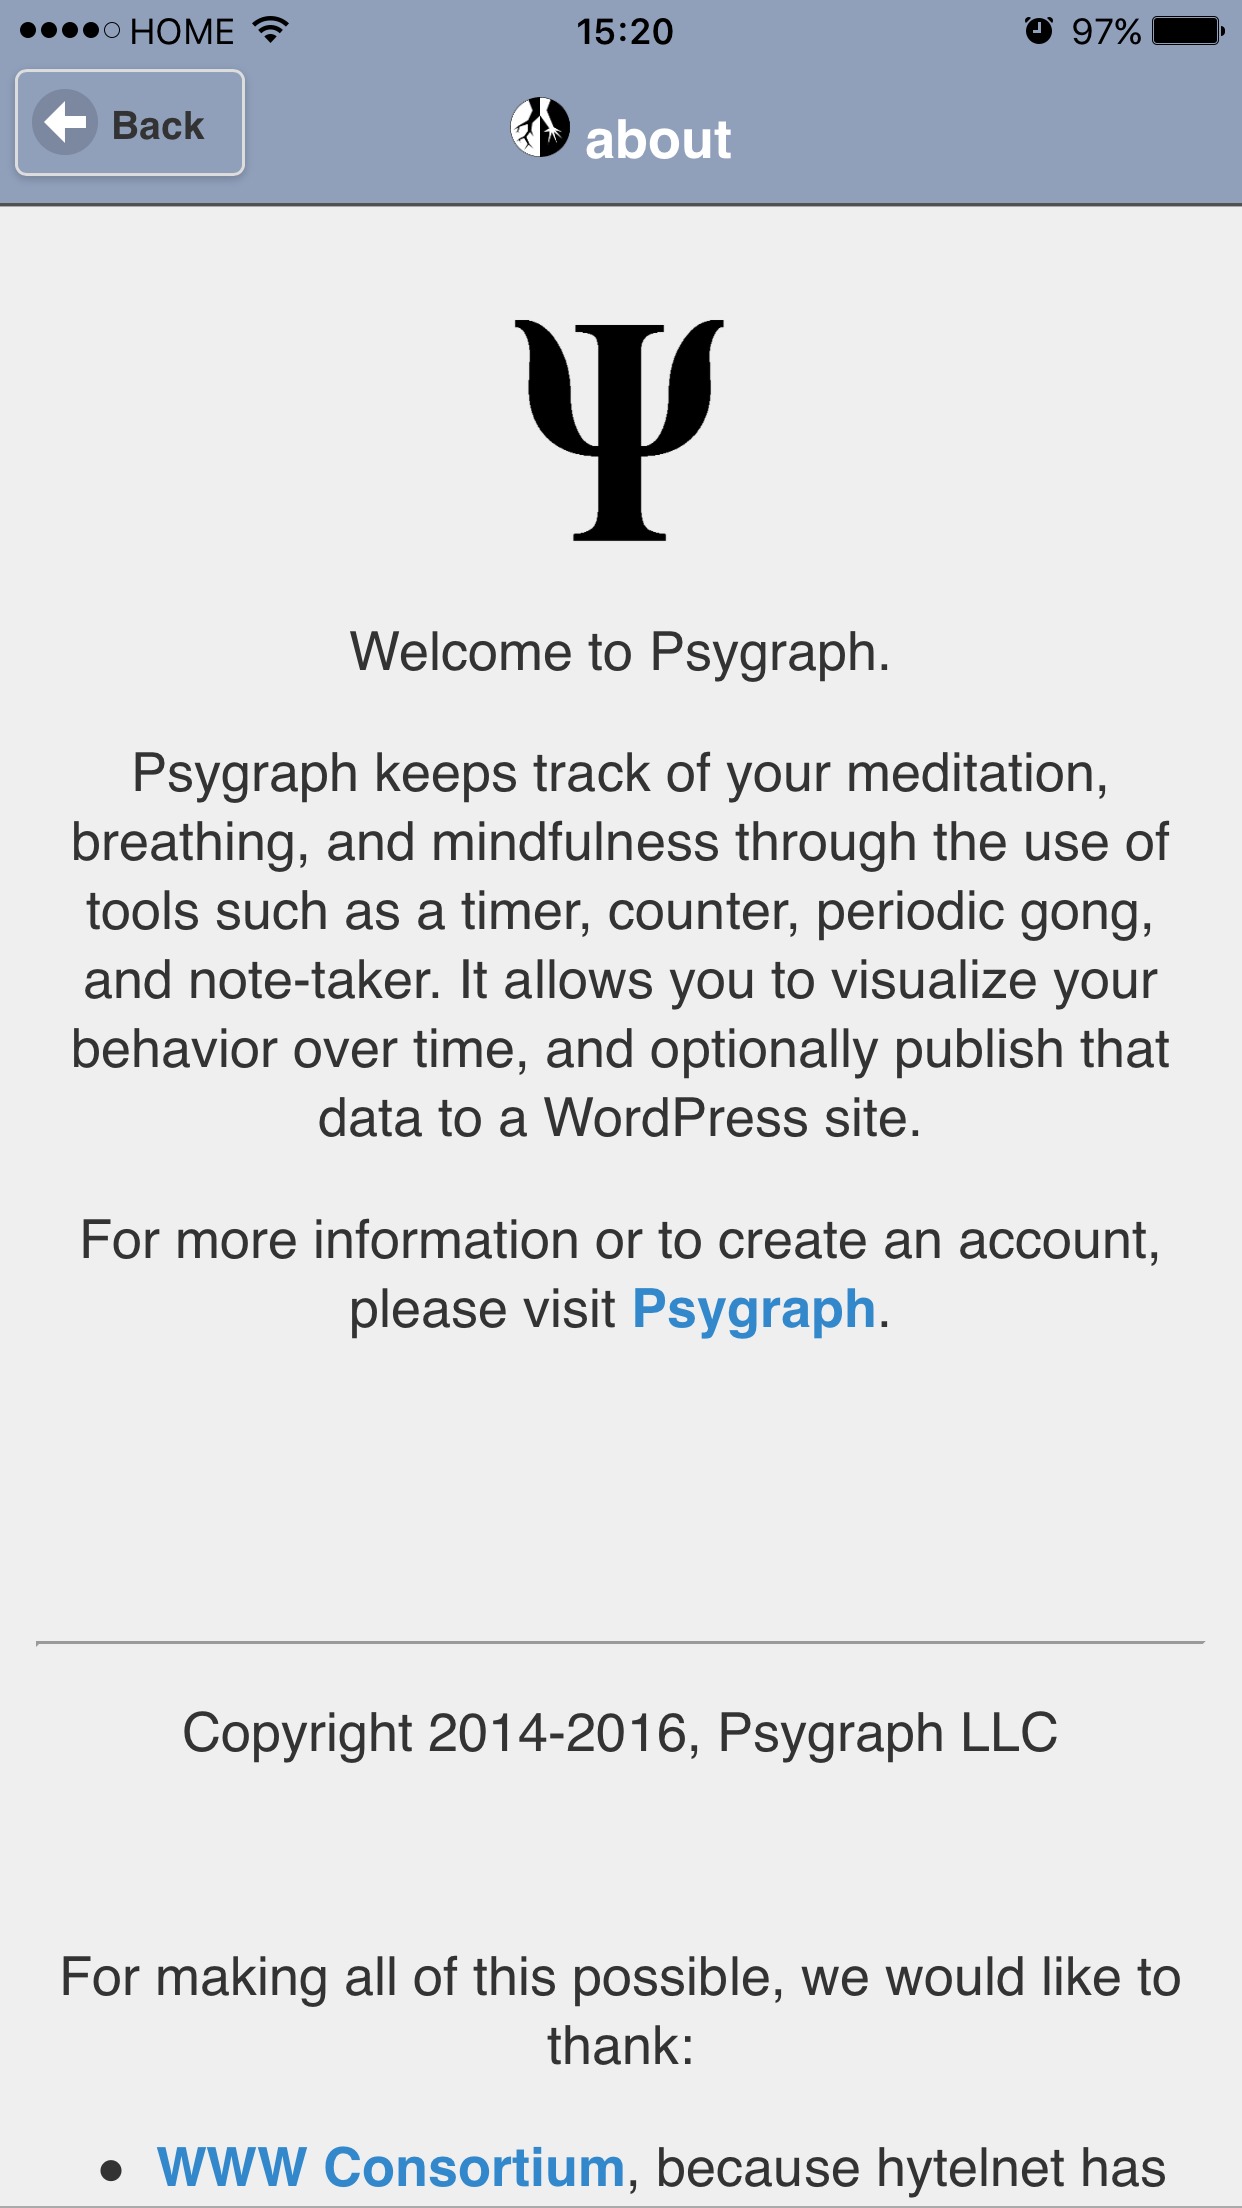 HOME 15:20 97%
Back
about
Ψ
Welcome to Psygraph.
Psygraph keeps track of your meditation,
breathing, and mindfulness through the use of
tools such as a timer, counter, periodic gong,
and note-taker. It allows you to visualize your
behavior over time, and optionally publish that
data to a WordPress site.
For more information or to create an account,
please visit Psygraph.
Copyright 2014-2016, Psygraph LLC
For making all of this possible, we would like to
thank:
• WWW Consortium, because hytelnet has